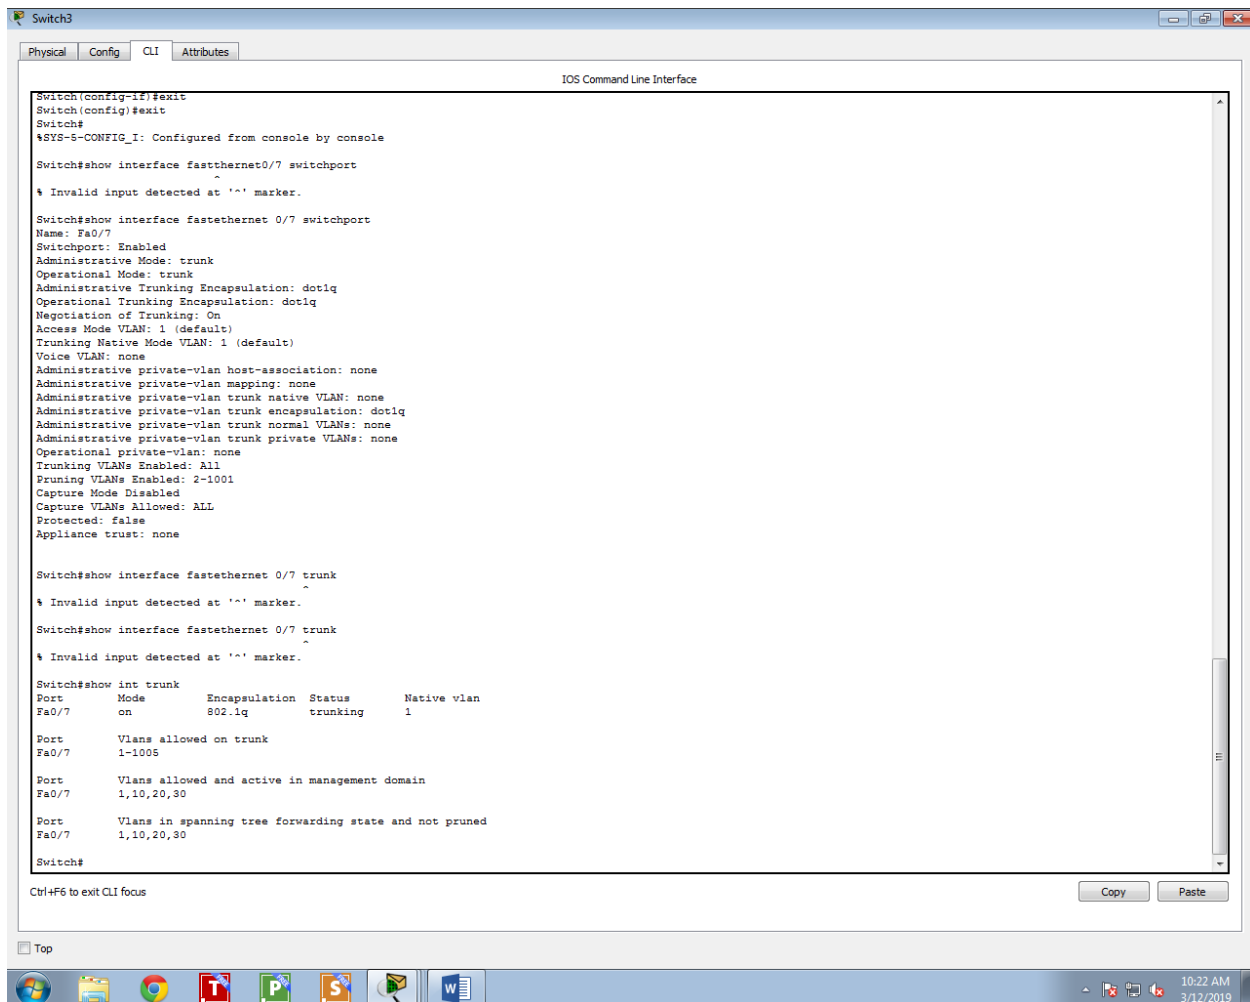 Switch3
Physical Config CLI Attributes
IOS Command Line Interface
Switch(config-if)#exit
Switch(config)#exit
Switch#
%SYS-5-CONFIG_I: Configured from console by console
Switch#show interface fastthernet0/7 switchport
^
% Invalid input detected at '^' marker.
Switch#show interface fastethernet 0/7 switchport
Name: Fa0/7
Switchport: Enabled
Administrative Mode: trunk
Operational Mode: trunk
Administrative Trunking Encapsulation: dot1q
Operational Trunking Encapsulation: dot1q
Negotiation of Trunking: On
Access Mode VLAN: 1 (default)
Trunking Native Mode VLAN: 1 (default)
Voice VLAN: none
Administrative private-vlan host-association: none
Administrative private-vlan mapping: none
Administrative private-vlan trunk native VLAN: none
Administrative private-vlan trunk encapsulation: dot1q
Administrative private-vlan trunk normal VLANs: none
Administrative private-vlan trunk private VLANs: none
Operational private-vlan: none
Trunking VLANs Enabled: All
Pruning VLANs Enabled: 2-1001
Capture Mode Disabled
Capture VLANs Allowed: ALL
Protected: false
Appliance trust: none
Switch#show interface fastethernet 0/7 trunk
^
% Invalid input detected at '^' marker.
Switch#show interface fastethernet 0/7 trunk
^
% Invalid input detected at '^' marker.
Switch#show int trunk
Port Mode Encapsulation Status Native vlan
Fa0/7 on 802.1q trunking 1
Port Vlans allowed on trunk
Fa0/7 1-1005
Port Vlans allowed and active in management domain
Fa0/7 1,10,20,30
Port Vlans in spanning tree forwarding state and not pruned
Fa0/7 1,10,20,30
Switch#
Ctrl+F6 to exit CLI focus
Copy Paste
Top
T P S W
10:22 AM
3/12/2019